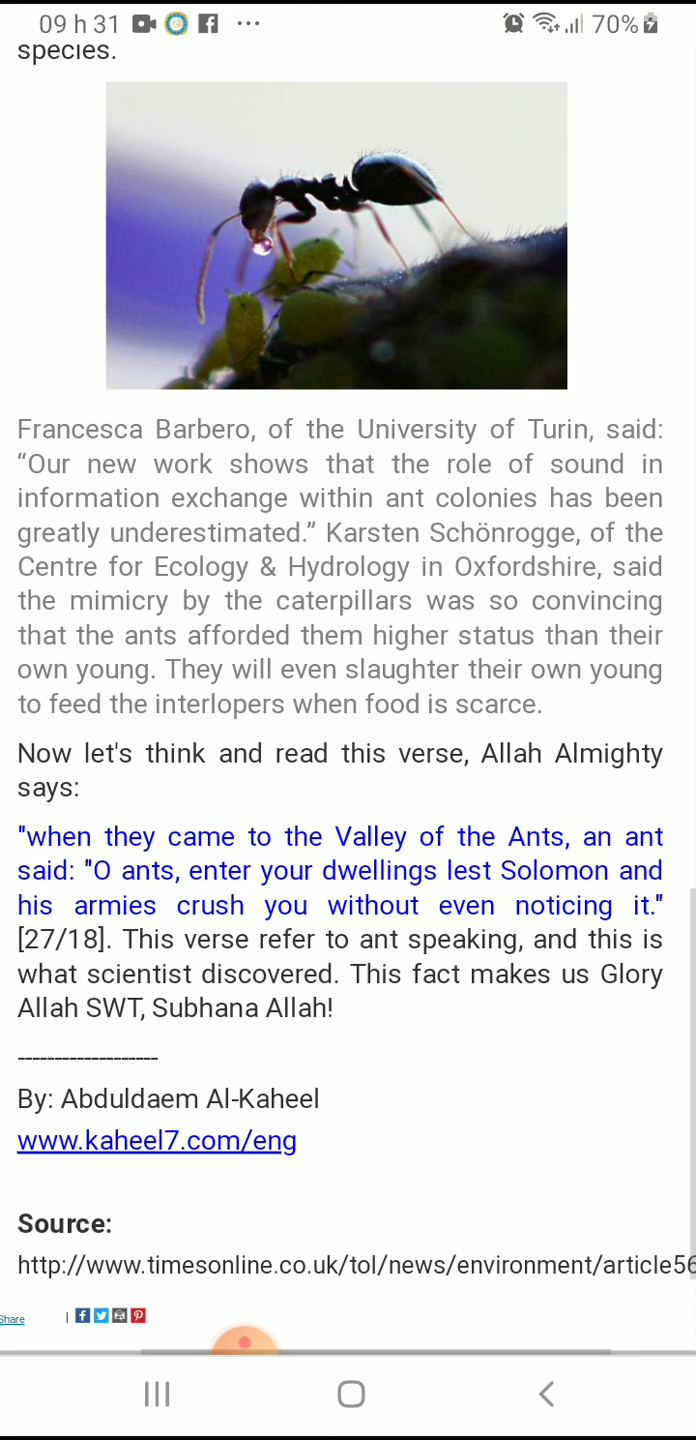 09 h 31 ... 70%
species.
Francesca Barbero, of the University of Turin, said:
“Our new work shows that the role of sound in
information exchange within ant colonies has been
greatly underestimated.” Karsten Schönrogge, of the
Centre for Ecology & Hydrology in Oxfordshire, said
the mimicry by the caterpillars was so convincing
that the ants afforded them higher status than their
own young. They will even slaughter their own young
to feed the interlopers when food is scarce.
Now let's think and read this verse, Allah Almighty
says:
"when they came to the Valley of the Ants, an ant
said: "O ants, enter your dwellings lest Solomon and
his armies crush you without even noticing it."
[27/18]. This verse refer to ant speaking, and this is
what scientist discovered. This fact makes us Glory
Allah SWT, Subhana Allah!
-------------------
By: Abduldaem Al-Kaheel
www.kaheel7.com/eng
Source:
http://www.timesonline.co.uk/tol/news/environment/article56
Share |